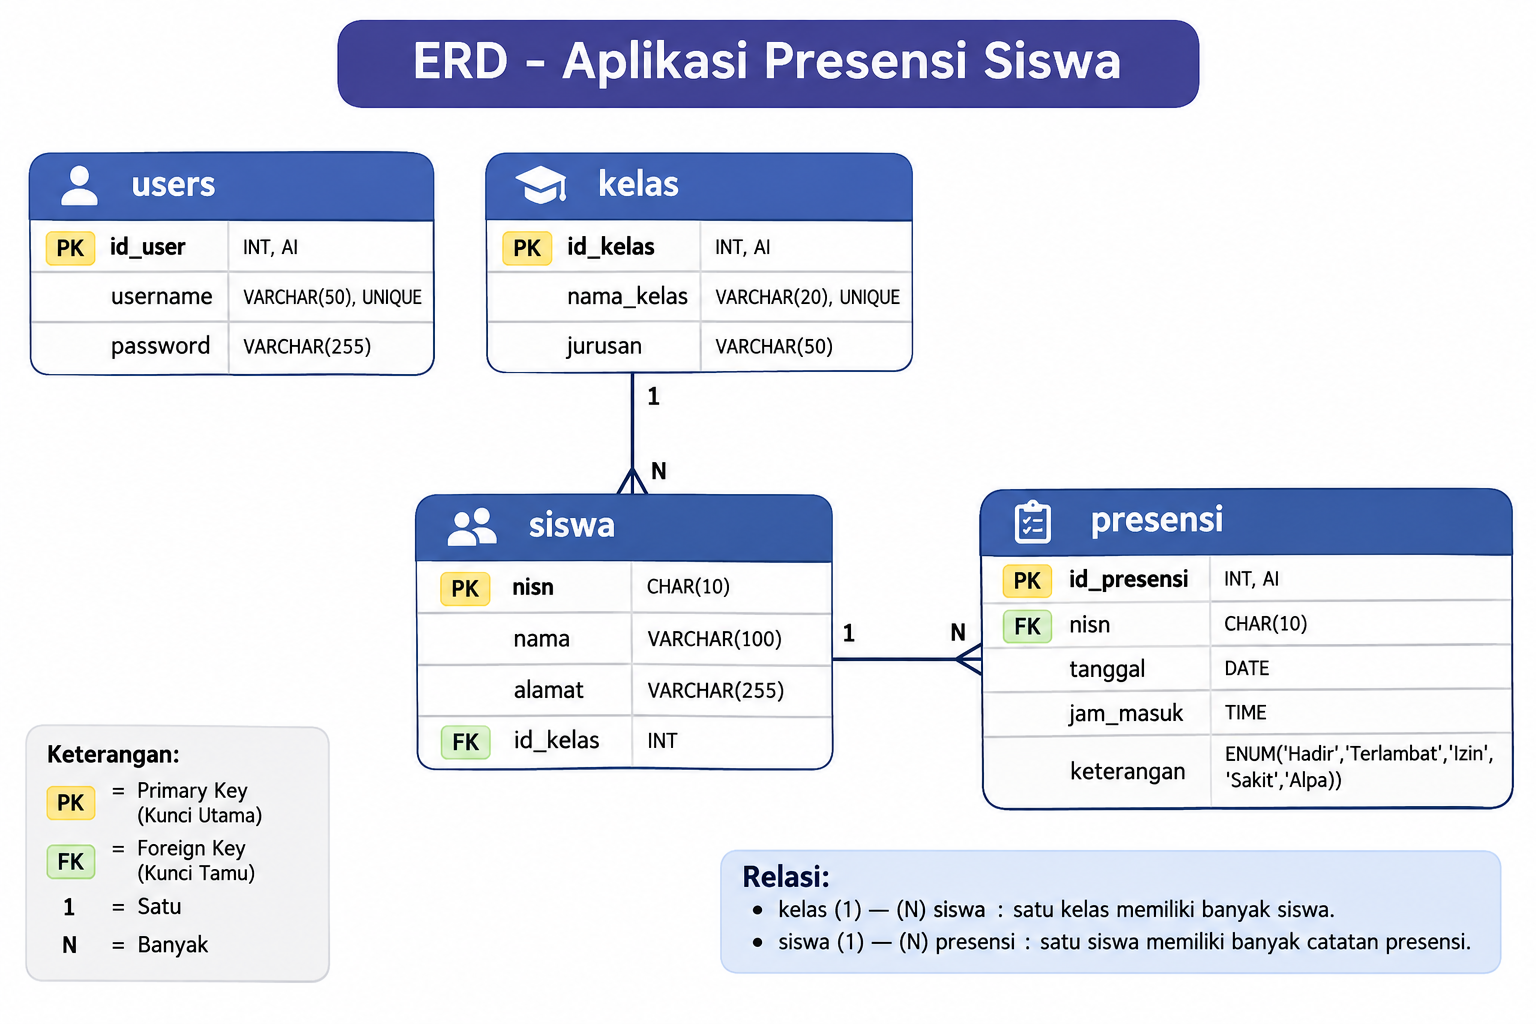 ERD - Aplikasi Presensi Siswa
users
PK id_user INT, AI
username VARCHAR(50), UNIQUE
password VARCHAR(255)
kelas
PK id_kelas INT, AI
nama_kelas VARCHAR(20), UNIQUE
jurusan VARCHAR(50)
1
N
siswa
PK nisn CHAR(10)
nama VARCHAR(100)
alamat VARCHAR(255)
FK id_kelas INT
1 N
presensi
PK id_presensi INT, AI
FK nisn CHAR(10)
tanggal DATE
jam_masuk TIME
keterangan ENUM('Hadir','Terlambat','Izin',
'Sakit','Alpa'))
Keterangan:
PK = Primary Key
(Kunci Utama)
FK = Foreign Key
(Kunci Tamu)
1 = Satu
N = Banyak
Relasi:
• kelas (1) — (N) siswa : satu kelas memiliki banyak siswa.
• siswa (1) — (N) presensi : satu siswa memiliki banyak catatan presensi.